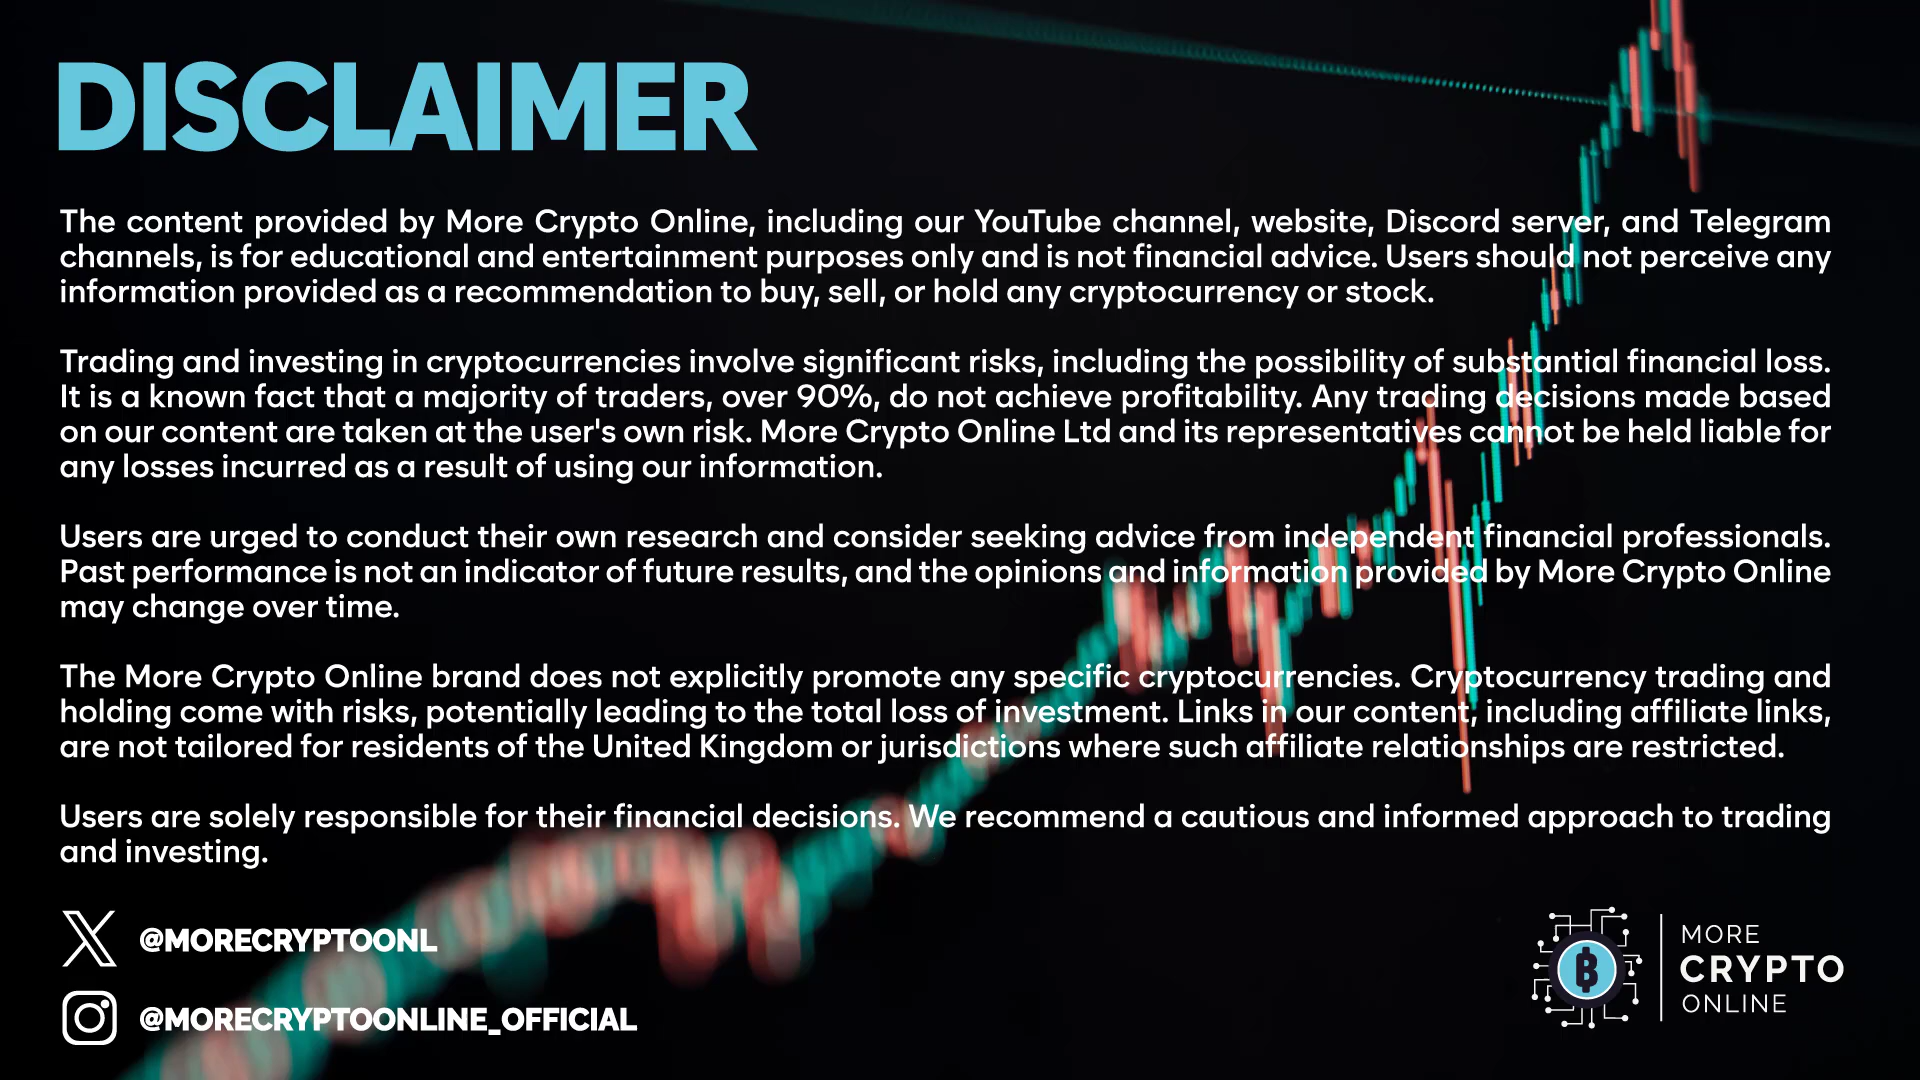 DISCLAIMER
The content provided by More Crypto Online, including our YouTube channel, website, Discord server, and Telegram
channels, is for educational and entertainment purposes only and is not financial advice. Users should not perceive any
information provided as a recommendation to buy, sell, or hold any cryptocurrency or stock.
Trading and investing in cryptocurrencies involve significant risks, including the possibility of substantial financial loss.
It is a known fact that a majority of traders, over 90%, do not achieve profitability. Any trading decisions made based
on our content are taken at the user's own risk. More Crypto Online Ltd and its representatives cannot be held liable for
any losses incurred as a result of using our information.
Users are urged to conduct their own research and consider seeking advice from independent financial professionals.
Past performance is not an indicator of future results, and the opinions and information provided by More Crypto Online
may change over time.
The More Crypto Online brand does not explicitly promote any specific cryptocurrencies. Cryptocurrency trading and
holding come with risks, potentially leading to the total loss of investment. Links in our content, including affiliate links,
are not tailored for residents of the United Kingdom or jurisdictions where such affiliate relationships are restricted.
Users are solely responsible for their financial decisions. We recommend a cautious and informed approach to trading
and investing.
@MORECRYPTOONL
@MORECRYPTOONLINE_OFFICIAL
MORE
CRYPTO
ONLINE